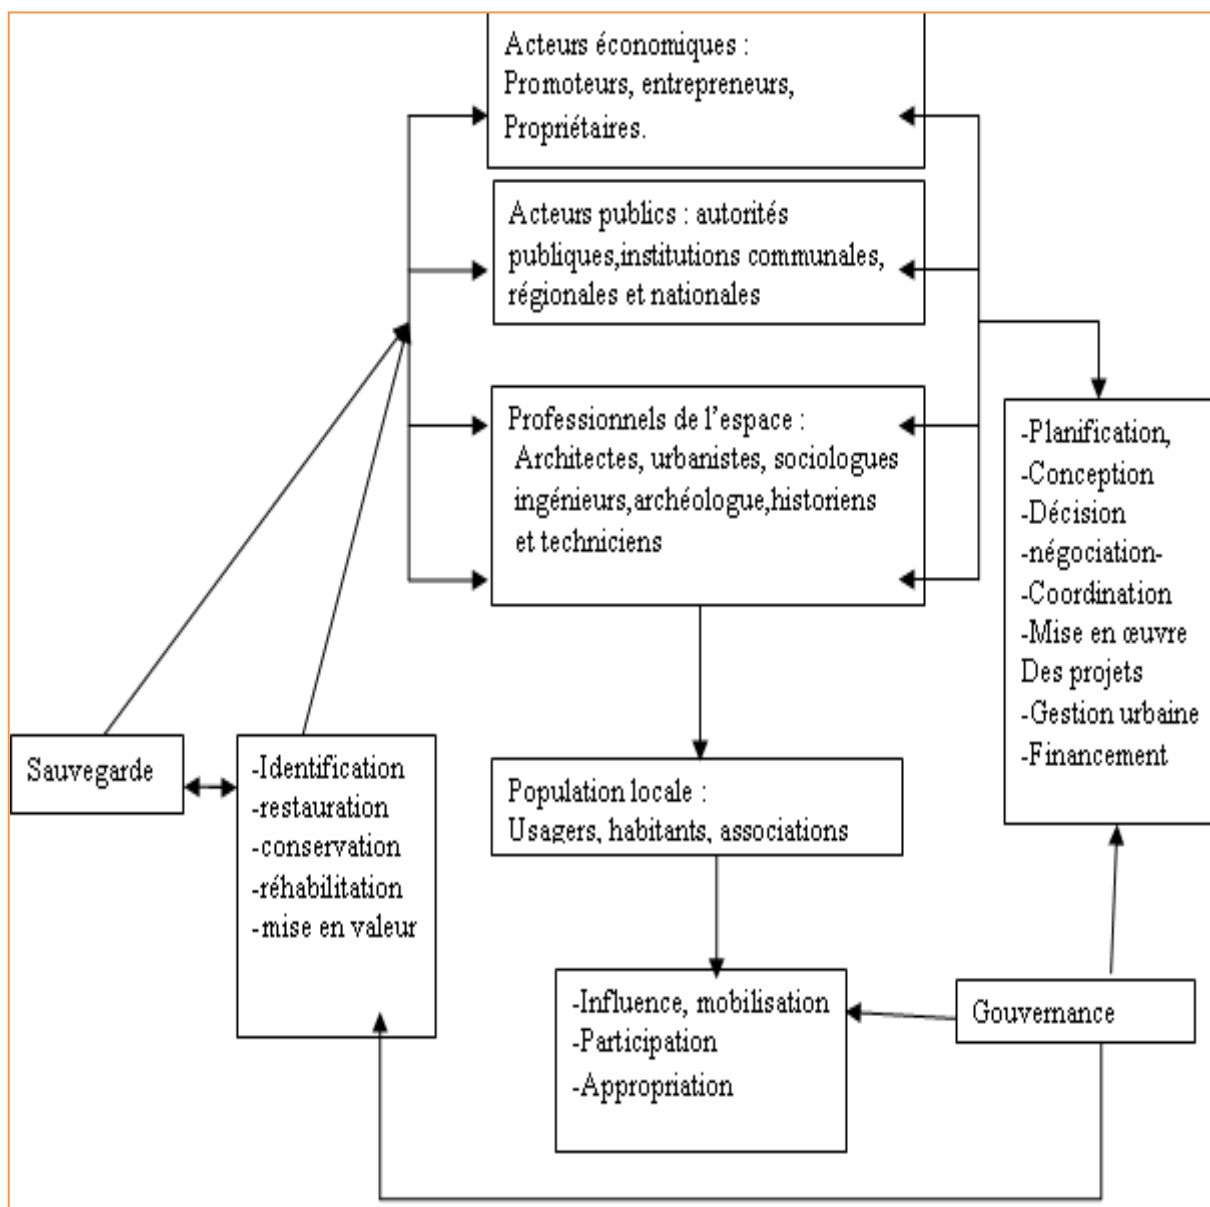 Acteurs économiques :
Promoteurs, entrepreneurs,
Propriétaires.
Acteurs publics : autorités
publiques,institutions communales,
régionales et nationales
Professionnels de l’espace :
Architectes, urbanistes, sociologues
ingénieurs,archéologue,historiens
et techniciens
-Planification,
-Conception
-Décision
-négociation-
-Coordination
-Mise en œuvre
Des projets
-Gestion urbaine
-Financement
Sauvegarde
-Identification
-restauration
-conservation
-réhabilitation
-mise en valeur
Population locale :
Usagers, habitants, associations
-Influence, mobilisation
-Participation
-Appropriation
Gouvernance